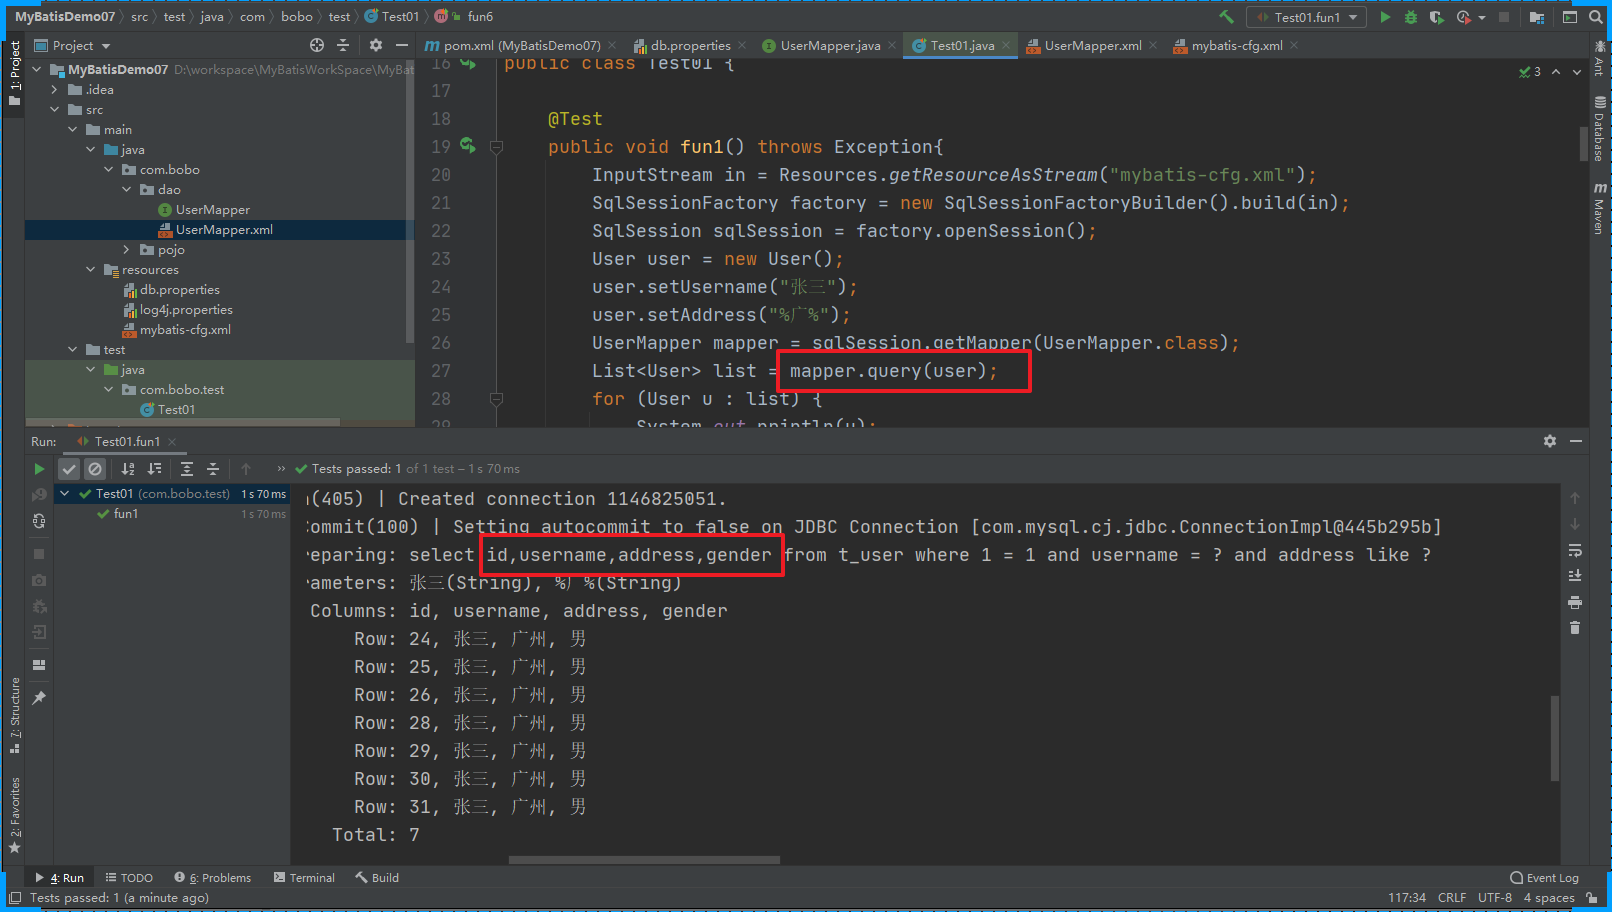 MyBatisDemo07 src test java com bobo test Test01 fun6
Test01.fun1
Project
pom.xml (MyBatisDemo07) db.properties UserMapper.java Test01.java UserMapper.xml mybatis-cfg.xml
1: Project
MyBatisDemo07 D:\workspace\MyBatisWorkSpace\MyBat
.idea
src
main
java
com.bobo
dao
UserMapper
UserMapper.xml
pojo
resources
db.properties
log4j.properties
mybatis-cfg.xml
test
java
com.bobo.test
Test01
16 public class Test01 {
17
18 @Test
19 public void fun1() throws Exception{
20 InputStream in = Resources.getResourceAsStream("mybatis-cfg.xml");
21 SqlSessionFactory factory = new SqlSessionFactoryBuilder().build(in);
22 SqlSession sqlSession = factory.openSession();
23 User user = new User();
24 user.setUsername("张三");
25 user.setAddress("%广%");
26 UserMapper mapper = sqlSession.getMapper(UserMapper.class);
27 List<User> list = mapper.query(user);
28 for (User u : list) {
29 System.out.println(u);
3
Ant
Database
Maven
Run: Test01.fun1
Tests passed: 1 of 1 test – 1 s 70 ms
Test01 (com.bobo.test) 1 s 70 ms
fun1 1 s 70 ms
(405) | Created connection 1146825051.
ommit(100) | Setting autocommit to false on JDBC Connection [com.mysql.cj.jdbc.ConnectionImpl@445b295b]
eparing: select id,username,address,gender from t_user where 1 = 1 and username = ? and address like ?
ameters: 张三(String), %广%(String)
Columns: id, username, address, gender
Row: 24, 张三, 广州, 男
Row: 25, 张三, 广州, 男
Row: 26, 张三, 广州, 男
Row: 28, 张三, 广州, 男
Row: 29, 张三, 广州, 男
Row: 30, 张三, 广州, 男
Row: 31, 张三, 广州, 男
Total: 7
7: Structure
2: Favorites
4: Run TODO 6: Problems Terminal Build Event Log
Tests passed: 1 (a minute ago) 117:34 CRLF UTF-8 4 spaces